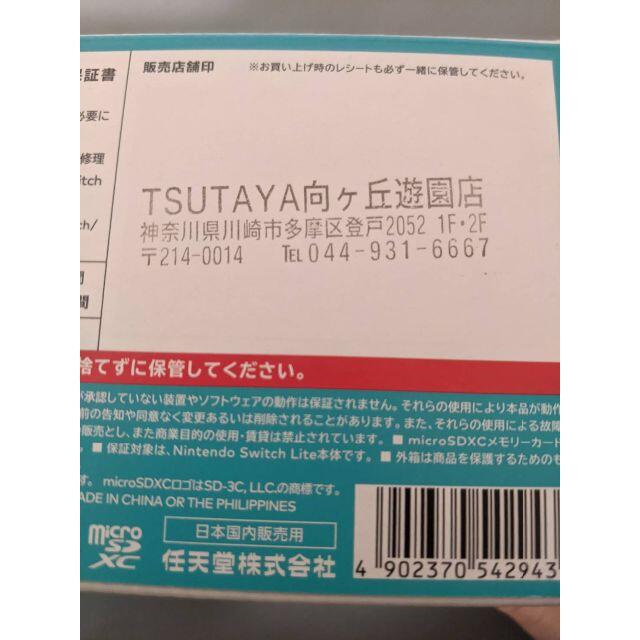 保証書
販売店舗印
※お買い上げ時のレシートも必ず一緒に保管してください。
必要に
修理
itch
ch/
TSUTAYA向ヶ丘遊園店
神奈川県川崎市多摩区登戸2052 1F・2F
〒214-0014 TEL 044-931-6667
間
捨てずに保管してください。
が承認していない装置やソフトウェアの動作は保証されません。それらの使用により本品が動作
前の告知や同意なく変更あるいは削除されることがあります。また、それらの使用による故障
販売とし、また商業目的の使用・賃貸は禁止されています。 ■ microSDXCメモリーカード
■ 保証対象は、Nintendo Switch Lite本体です。 ■ 外箱は商品を保護するためのも
す。 microSDXCロゴはSD-3C, LLC.の商標です。
MADE IN CHINA OR THE PHILIPPINES
micro SD XC
日本国内販売用
任天堂株式会社
4 902370 542943